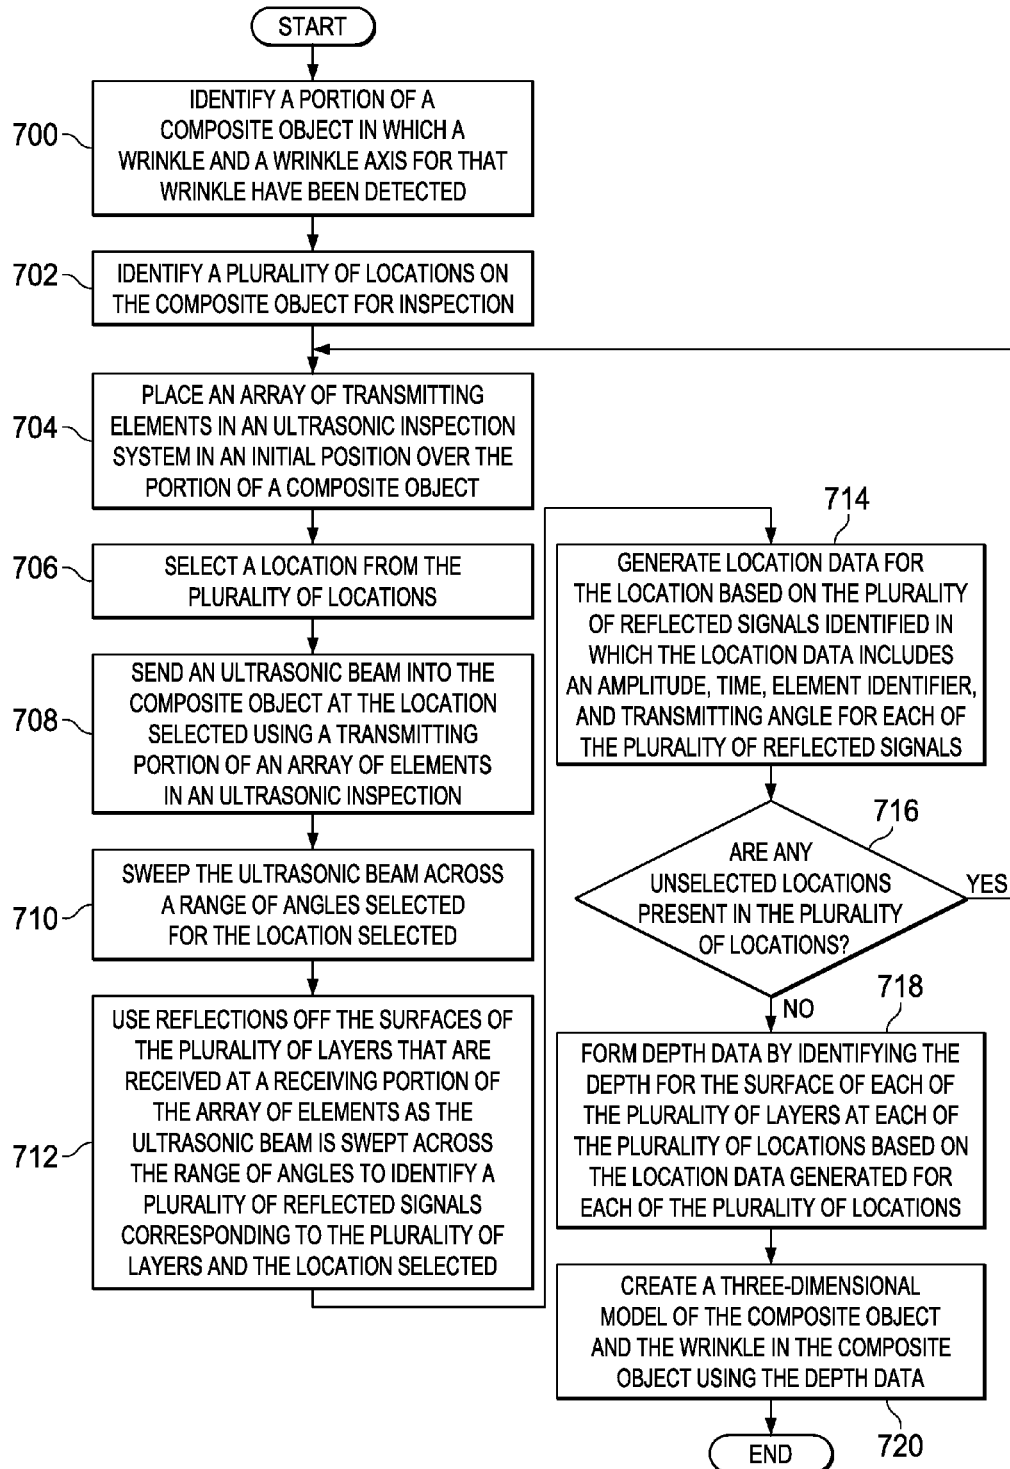 START
700
IDENTIFY A PORTION OF A
COMPOSITE OBJECT IN WHICH A
WRINKLE AND A WRINKLE AXIS FOR THAT
WRINKLE HAVE BEEN DETECTED
702
IDENTIFY A PLURALITY OF LOCATIONS ON
THE COMPOSITE OBJECT FOR INSPECTION
704
PLACE AN ARRAY OF TRANSMITTING
ELEMENTS IN AN ULTRASONIC INSPECTION
SYSTEM IN AN INITIAL POSITION OVER THE
PORTION OF A COMPOSITE OBJECT
706
SELECT A LOCATION FROM THE
PLURALITY OF LOCATIONS
708
SEND AN ULTRASONIC BEAM INTO THE
COMPOSITE OBJECT AT THE LOCATION
SELECTED USING A TRANSMITTING
PORTION OF AN ARRAY OF ELEMENTS
IN AN ULTRASONIC INSPECTION
710
SWEEP THE ULTRASONIC BEAM ACROSS
A RANGE OF ANGLES SELECTED
FOR THE LOCATION SELECTED
712
USE REFLECTIONS OFF THE SURFACES OF
THE PLURALITY OF LAYERS THAT ARE
RECEIVED AT A RECEIVING PORTION OF
THE ARRAY OF ELEMENTS AS THE
ULTRASONIC BEAM IS SWEPT ACROSS
THE RANGE OF ANGLES TO IDENTIFY A
PLURALITY OF REFLECTED SIGNALS
CORRESPONDING TO THE PLURALITY OF
LAYERS AND THE LOCATION SELECTED
714
GENERATE LOCATION DATA FOR
THE LOCATION BASED ON THE PLURALITY
OF REFLECTED SIGNALS IDENTIFIED IN
WHICH THE LOCATION DATA INCLUDES
AN AMPLITUDE, TIME, ELEMENT IDENTIFIER,
AND TRANSMITTING ANGLE FOR EACH OF
THE PLURALITY OF REFLECTED SIGNALS
716
ARE ANY
UNSELECTED LOCATIONS
PRESENT IN THE PLURALITY
OF LOCATIONS?
YES
NO
718
FORM DEPTH DATA BY IDENTIFYING THE
DEPTH FOR THE SURFACE OF EACH OF
THE PLURALITY OF LAYERS AT EACH OF
THE PLURALITY OF LOCATIONS BASED ON
THE LOCATION DATA GENERATED FOR
EACH OF THE PLURALITY OF LOCATIONS
CREATE A THREE-DIMENSIONAL
MODEL OF THE COMPOSITE OBJECT
AND THE WRINKLE IN THE COMPOSITE
OBJECT USING THE DEPTH DATA
720
END